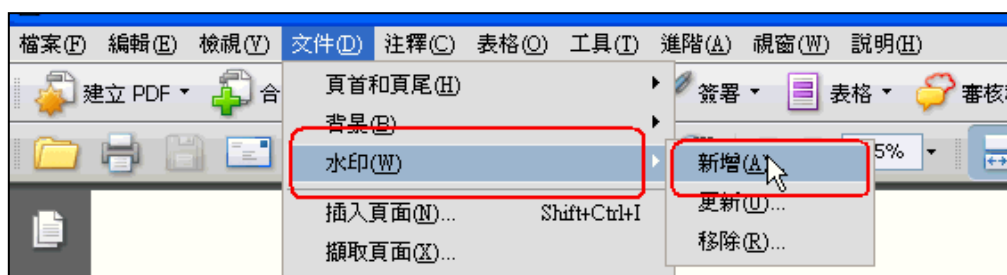 檔案(F) 編輯(E) 檢視(V) 文件(D) 注釋(C) 表格(O) 工具(T) 進階(A) 視窗(W) 說明(H)
建立 PDF 合 頁首和頁尾(H) 簽署 表格 審核
背景(B)
水印(W) 新增(A) 5%
插入頁面(N)... Shift+Ctrl+I 更新(U)...
擷取頁面(X)... 移除(R)...